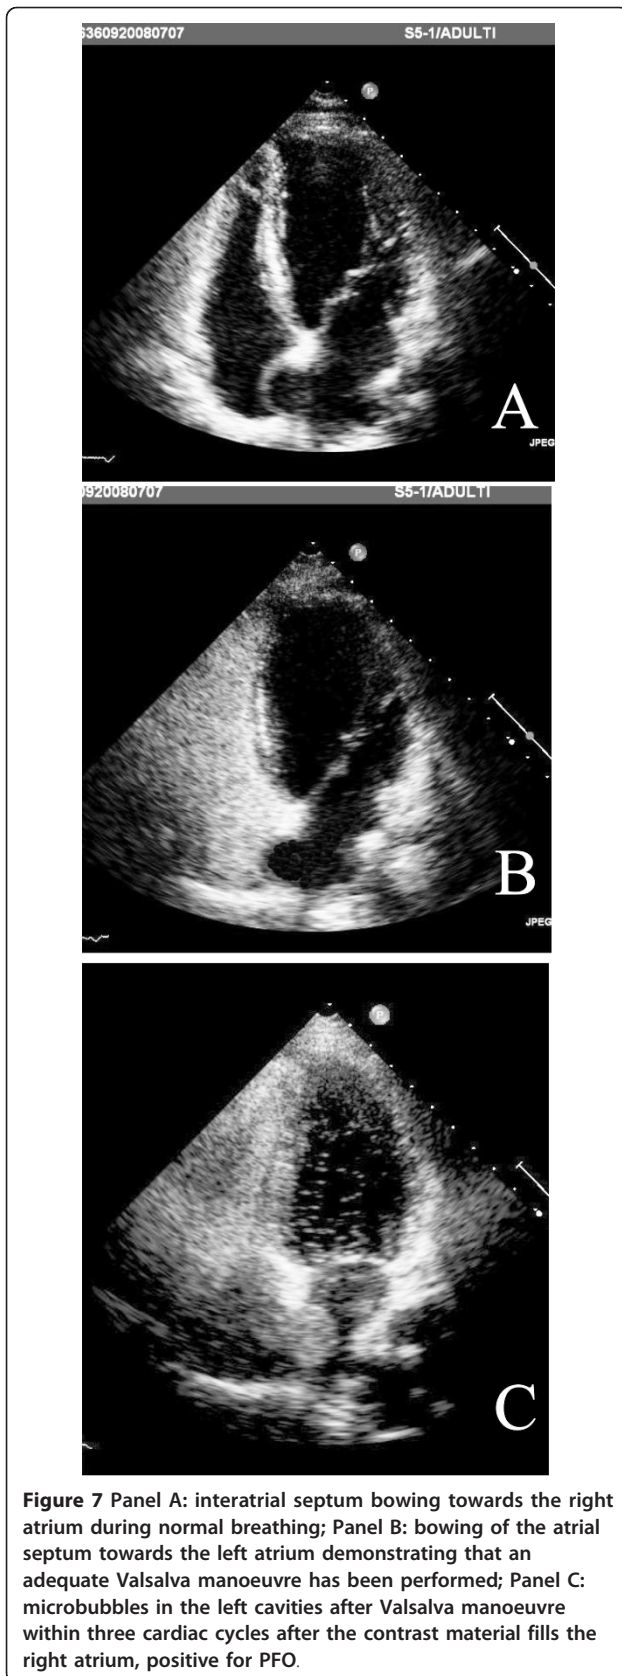 6360920080707 S5-1/ADULTI
P
A
JPEG
0920080707 S5-1/ADULTI
P
B
JPEG
P
C
Figure 7 Panel A: interatrial septum bowing towards the right
atrium during normal breathing; Panel B: bowing of the atrial
septum towards the left atrium demonstrating that an
adequate Valsalva manoeuvre has been performed; Panel C:
microbubbles in the left cavities after Valsalva manoeuvre
within three cardiac cycles after the contrast material fills the
right atrium, positive for PFO.